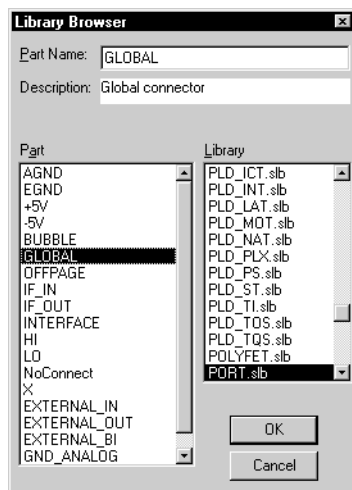 Library Browser
Part Name: GLOBAL
Description: Global connector
Part
AGND
EGND
+5V
-5V
BUBBLE
GLOBAL
OFFPAGE
IF_IN
IF_OUT
INTERFACE
HI
LO
NoConnect
X
EXTERNAL_IN
EXTERNAL_OUT
EXTERNAL_BI
GND_ANALOG
Library
PLD_ICT.slb
PLD_INT.slb
PLD_LAT.slb
PLD_MOT.slb
PLD_NAT.slb
PLD_PLX.slb
PLD_PS.slb
PLD_ST.slb
PLD_TI.slb
PLD_TOS.slb
PLD_TQS.slb
POLYFET.slb
PORT.slb
OK
Cancel